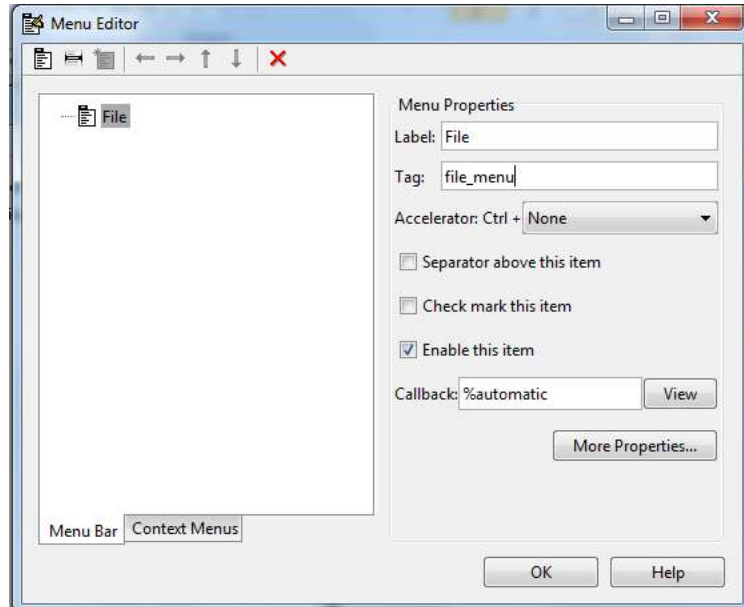 Menu Editor
File
Menu Properties
Label: File
Tag: file_menu
Accelerator: Ctrl + None
Separator above this item
Check mark this item
Enable this item
Callback: %automatic View
More Properties...
Menu Bar Context Menus
OK Help